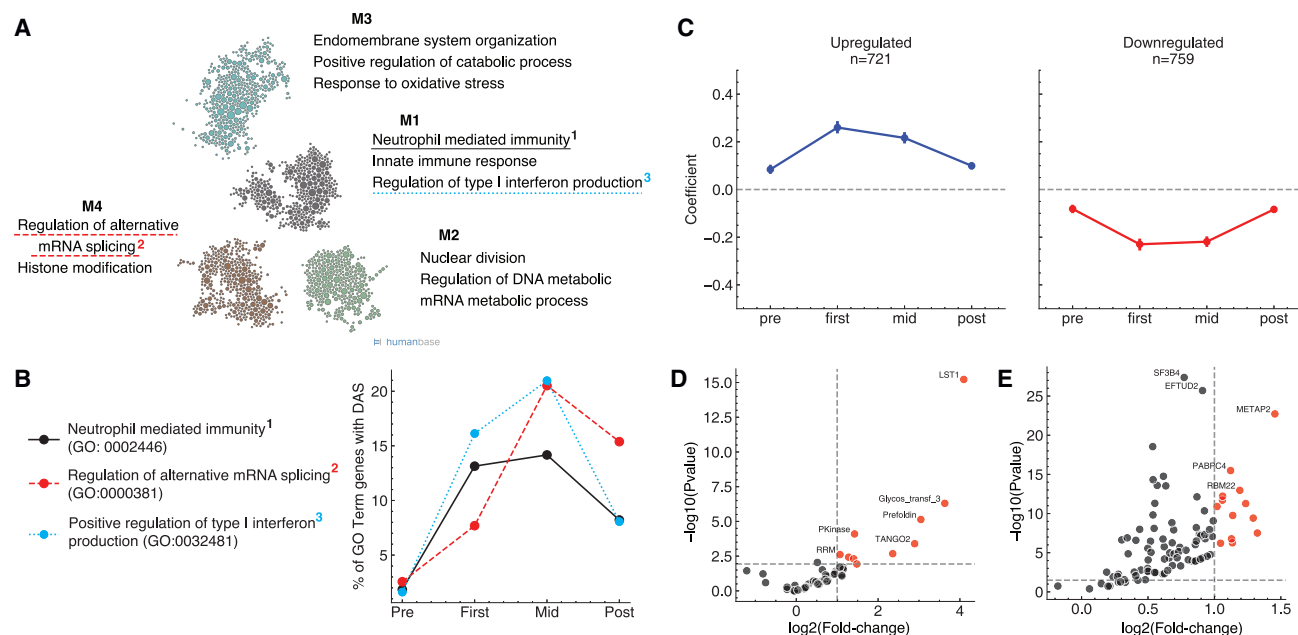 A
M3
Endomembrane system organization
Positive regulation of catabolic process
Response to oxidative stress
M1
Neutrophil mediated immunity1
Innate immune response
Regulation of type I interferon production3
M4
Regulation of alternative
mRNA splicing2
Histone modification
M2
Nuclear division
Regulation of DNA metabolic
mRNA metabolic process
humanbase
B
Neutrophil mediated immunity1
(GO: 0002446)
Regulation of alternative mRNA splicing2
(GO:0000381)
Positive regulation of type I interferon3
production (GO:0032481)
% of GO Term genes with DAS
20
15
10
5
Pre First Mid Post
C
Upregulated
n=721
Downregulated
n=759
Coefficient
0.4
0.2
0.0
−0.2
−0.4
pre first mid post
pre first mid post
D
−log10(Pvalue)
15.0
12.5
10.0
7.5
5.0
2.5
0.0
LST1
Glycos_transf_3
Prefoldin
PKinase
TANGO2
RRM
0 2 4
log2(Fold-change)
E
−log10(Pvalue)
25
20
15
10
5
0
SF3B4
EFTUD2
METAP2
PABPC4
RBM22
0.0 0.5 1.0 1.5
log2(Fold-change)